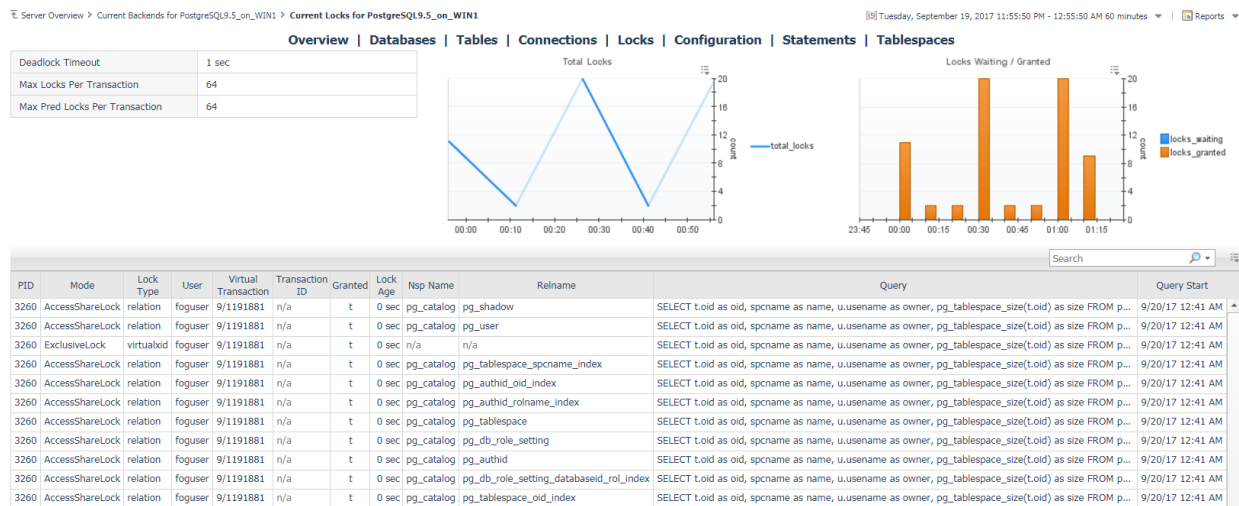 Server Overview > Current Backends for PostgreSQL9.5_on_WIN1 > Current Locks for PostgreSQL9.5_on_WIN1 Tuesday, September 19, 2017 11:55:50 PM - 12:55:50 AM 60 minutes | Reports
Overview | Databases | Tables | Connections | Locks | Configuration | Statements | Tablespaces
Deadlock Timeout 1 sec
Max Locks Per Transaction 64
Max Pred Locks Per Transaction 64
Total Locks
20
16
12
8
4
0
count
total_locks
00:00 00:10 00:20 00:30 00:40 00:50
Locks Waiting / Granted
20
16
12
8
4
0
count
locks_waiting
locks_granted
23:45 00:00 00:15 00:30 00:45 01:00 01:15
Search
PID Mode Lock Type User Virtual Transaction Transaction ID Granted Lock Age Nsp Name Relname Query Query Start
3260 AccessShareLock relation foguser 9/1191881 n/a t 0 sec pg_catalog pg_shadow SELECT t.oid as oid, spcname as name, u.usename as owner, pg_tablespace_size(t.oid) as size FROM p... 9/20/17 12:41 AM
3260 AccessShareLock relation foguser 9/1191881 n/a t 0 sec pg_catalog pg_user SELECT t.oid as oid, spcname as name, u.usename as owner, pg_tablespace_size(t.oid) as size FROM p... 9/20/17 12:41 AM
3260 ExclusiveLock virtualxid foguser 9/1191881 n/a t 0 sec n/a n/a SELECT t.oid as oid, spcname as name, u.usename as owner, pg_tablespace_size(t.oid) as size FROM p... 9/20/17 12:41 AM
3260 AccessShareLock relation foguser 9/1191881 n/a t 0 sec pg_catalog pg_tablespace_spcname_index SELECT t.oid as oid, spcname as name, u.usename as owner, pg_tablespace_size(t.oid) as size FROM p... 9/20/17 12:41 AM
3260 AccessShareLock relation foguser 9/1191881 n/a t 0 sec pg_catalog pg_authid_oid_index SELECT t.oid as oid, spcname as name, u.usename as owner, pg_tablespace_size(t.oid) as size FROM p... 9/20/17 12:41 AM
3260 AccessShareLock relation foguser 9/1191881 n/a t 0 sec pg_catalog pg_authid_rolname_index SELECT t.oid as oid, spcname as name, u.usename as owner, pg_tablespace_size(t.oid) as size FROM p... 9/20/17 12:41 AM
3260 AccessShareLock relation foguser 9/1191881 n/a t 0 sec pg_catalog pg_tablespace SELECT t.oid as oid, spcname as name, u.usename as owner, pg_tablespace_size(t.oid) as size FROM p... 9/20/17 12:41 AM
3260 AccessShareLock relation foguser 9/1191881 n/a t 0 sec pg_catalog pg_db_role_setting SELECT t.oid as oid, spcname as name, u.usename as owner, pg_tablespace_size(t.oid) as size FROM p... 9/20/17 12:41 AM
3260 AccessShareLock relation foguser 9/1191881 n/a t 0 sec pg_catalog pg_authid SELECT t.oid as oid, spcname as name, u.usename as owner, pg_tablespace_size(t.oid) as size FROM p... 9/20/17 12:41 AM
3260 AccessShareLock relation foguser 9/1191881 n/a t 0 sec pg_catalog pg_db_role_setting_databaseid_rol_index SELECT t.oid as oid, spcname as name, u.usename as owner, pg_tablespace_size(t.oid) as size FROM p... 9/20/17 12:41 AM
3260 AccessShareLock relation foguser 9/1191881 n/a t 0 sec pg_catalog pg_tablespace_oid_index SELECT t.oid as oid, spcname as name, u.usename as owner, pg_tablespace_size(t.oid) as size FROM p... 9/20/17 12:41 AM